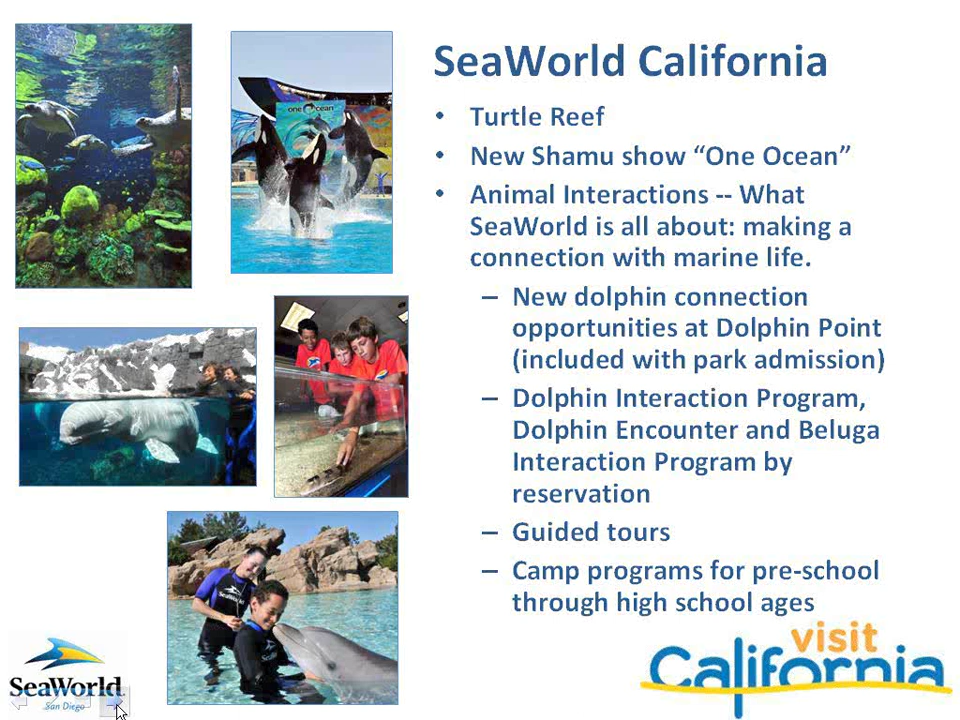 SeaWorld California
• Turtle Reef
• New Shamu show “One Ocean”
• Animal Interactions -- What
SeaWorld is all about: making a
connection with marine life.
– New dolphin connection
opportunities at Dolphin Point
(included with park admission)
– Dolphin Interaction Program,
Dolphin Encounter and Beluga
Interaction Program by
reservation
– Guided tours
– Camp programs for pre-school
through high school ages
one ocean
SeaWorld
SeaWorld
San Diego
visit
California